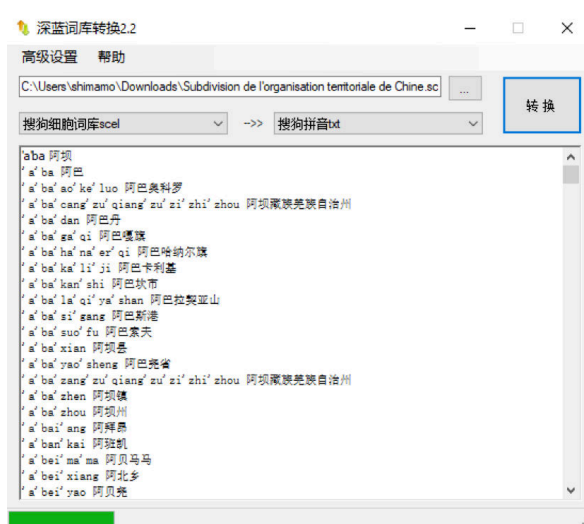 深蓝词库转换2.2
高级设置 帮助
C:\Users\shimamo\Downloads\Subdivision de l'organisation territoriale de Chine.sc ...
转 换
搜狗细胞词库scel -->> 搜狗拼音txt
'a'ba 阿坝
'a'ba 阿巴
'a'ba'ao'ke'luo 阿巴奥科罗
'a'ba'cang'zu'qiang'zu'zi'zhi'zhou 阿坝藏族羌族自治州
'a'ba'dan 阿巴丹
'a'ba'ga'qi 阿巴嘎旗
'a'ba'ha'na'er'qi 阿巴哈纳尔旗
'a'ba'ka'li'ji 阿巴卡利基
'a'ba'kan'shi 阿巴坎市
'a'ba'la'qi'ya'shan 阿巴拉契亚山
'a'ba'si'gang 阿巴斯港
'a'ba'suo'fu 阿巴索夫
'a'ba'xian 阿坝县
'a'ba'yao'sheng 阿巴尧省
'a'ba'zang'zu'qiang'zu'zi'zhi'zhou 阿坝藏族羌族自治州
'a'ba'zhen 阿坝镇
'a'ba'zhou 阿坝州
'a'bai'ang 阿拜昂
'a'ban'kai 阿班凯
'a'bei'ma'ma 阿贝马马
'a'bei'xiang 阿北乡
'a'bei'yao 阿贝尧